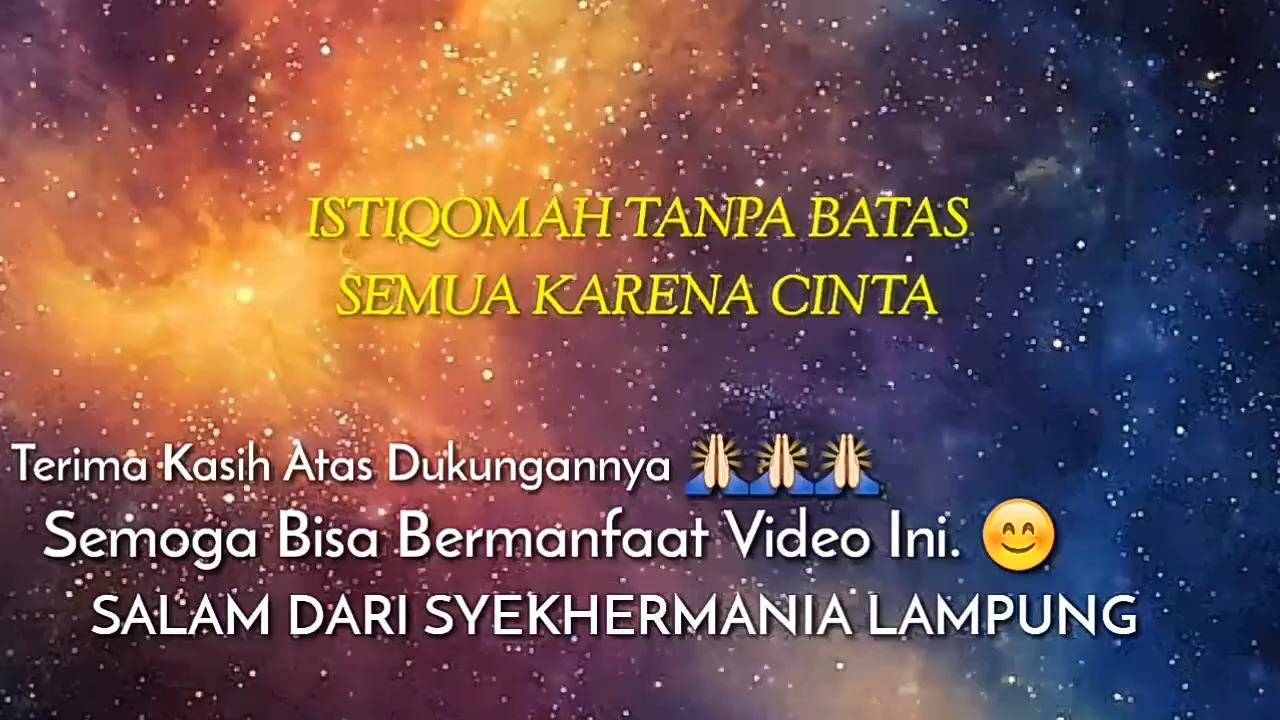 ISTIQOMAH TANPA BATAS
SEMUA KARENA CINTA
Terima Kasih Atas Dukungannya 🙏🙏🙏
Semoga Bisa Bermanfaat Video Ini. 😊
SALAM DARI SYEKHERMANIA LAMPUNG